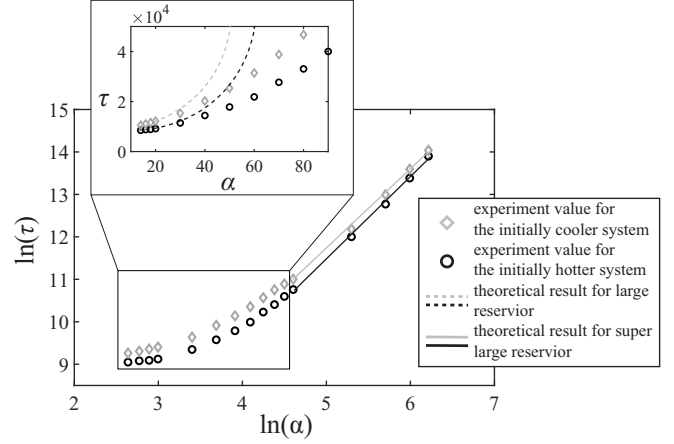 ×10⁴
4
2
0
τ
20
40
60
80
α
15
14
13
12
11
10
9
ln(τ)
2
3
4
5
6
7
ln(α)
experiment value for
the initially cooler system
experiment value for
the initially hotter system
theoretical result for large
reservior
theoretical result for super
large reservior